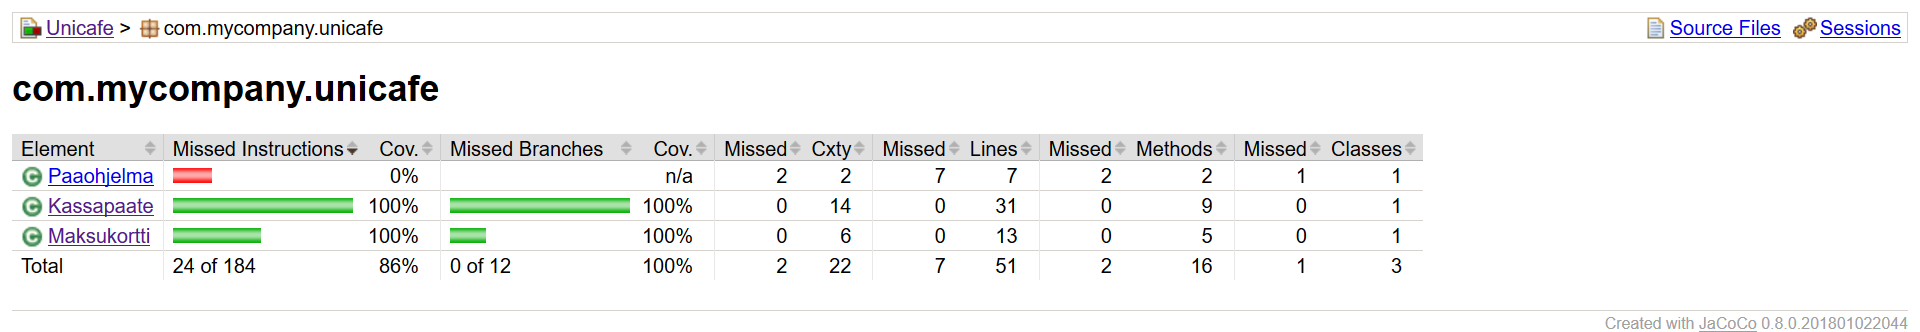 Unicafe > com.mycompany.unicafe Source Files Sessions
com.mycompany.unicafe
Element Missed Instructions Cov. Missed Branches Cov. Missed Cxty Missed Lines Missed Methods Missed Classes
Paaohjelma 0% n/a 2 2 7 7 2 2 1 1
Kassapaate 100% 100% 0 14 0 31 0 9 0 1
Maksukortti 100% 100% 0 6 0 13 0 5 0 1
Total 24 of 184 86% 0 of 12 100% 2 22 7 51 2 16 1 3
Created with JaCoCo 0.8.0.201801022044